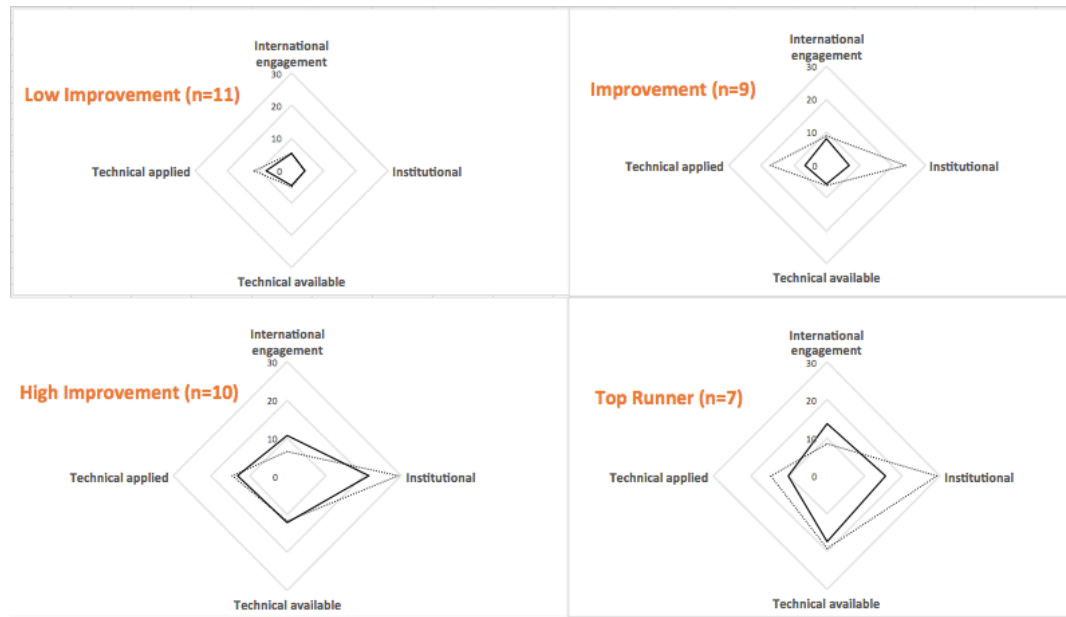 International
engagement
30
Low Improvement (n=11)
20
10
Technical applied
0
Institutional
Technical available
International
engagement
30
Improvement (n=9)
20
10
Technical applied
0
Institutional
Technical available
International
engagement
30
High Improvement (n=10)
20
10
Technical applied
0
Institutional
Technical available
International
engagement
30
Top Runner (n=7)
20
10
Technical applied
0
Institutional
Technical available